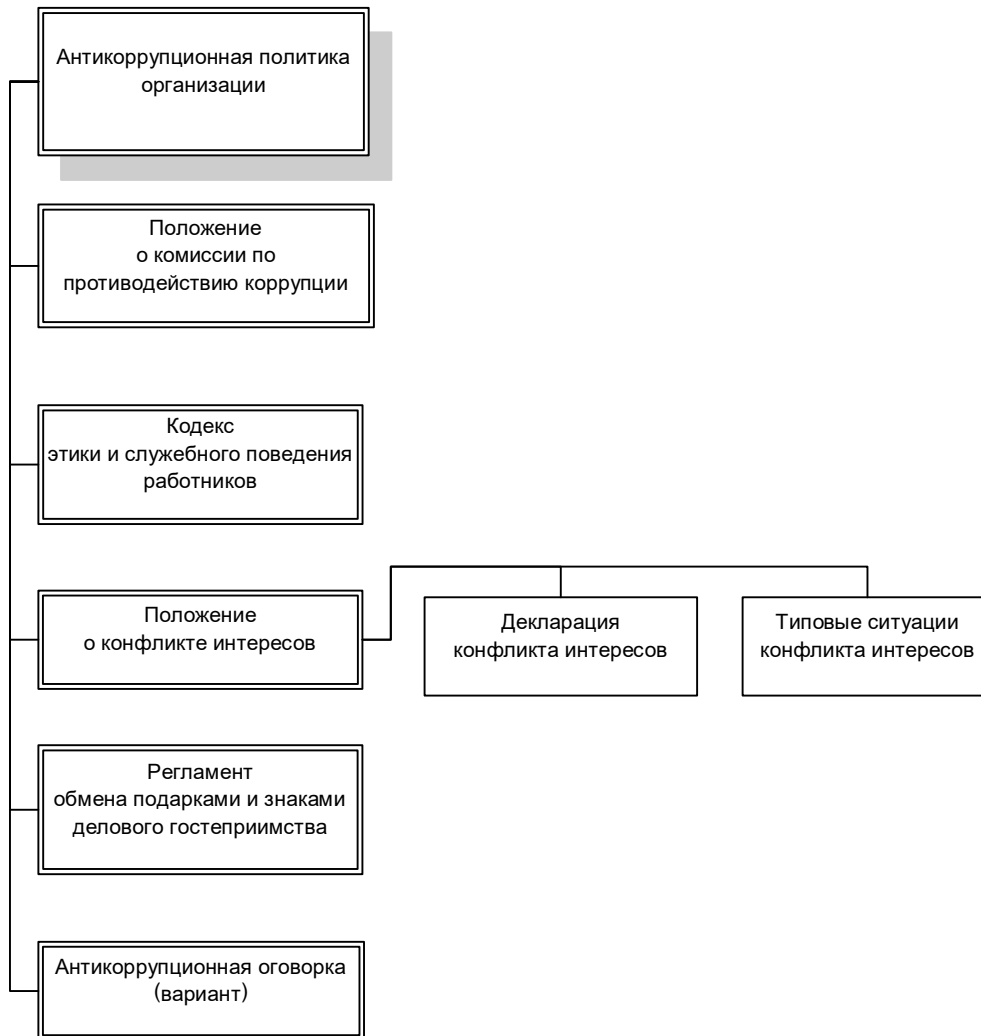 Антикоррупционная политика
организации
Положение
о комиссии по
противодействию коррупции
Кодекс
этики и служебного поведения
работников
Положение
о конфликте интересов
Декларация
конфликта интересов
Типовые ситуации
конфликта интересов
Регламент
обмена подарками и знаками
делового гостеприимства
Антикоррупционная оговорка
(вариант)